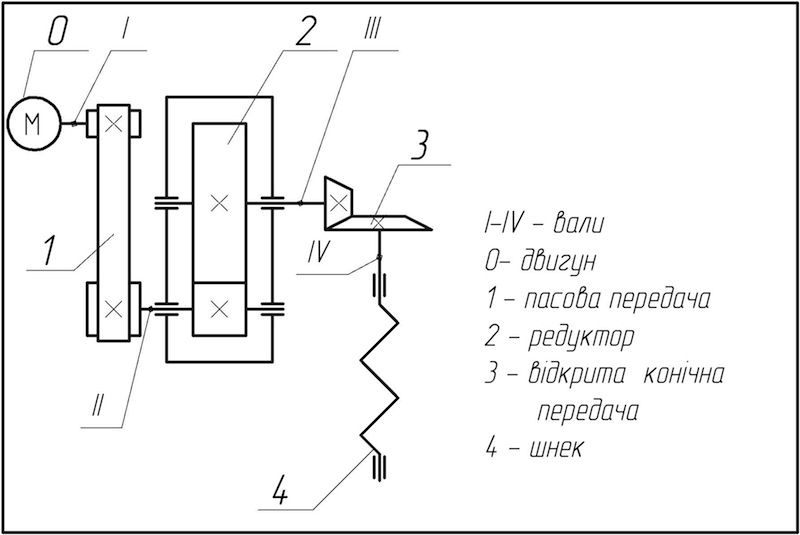 0
I
2
III
M
3
1
IV
II
4
I-IV - вали
0- двигун
1 - пасова передача
2 - редуктор
3 - відкрита конічна
передача
4 - шнек